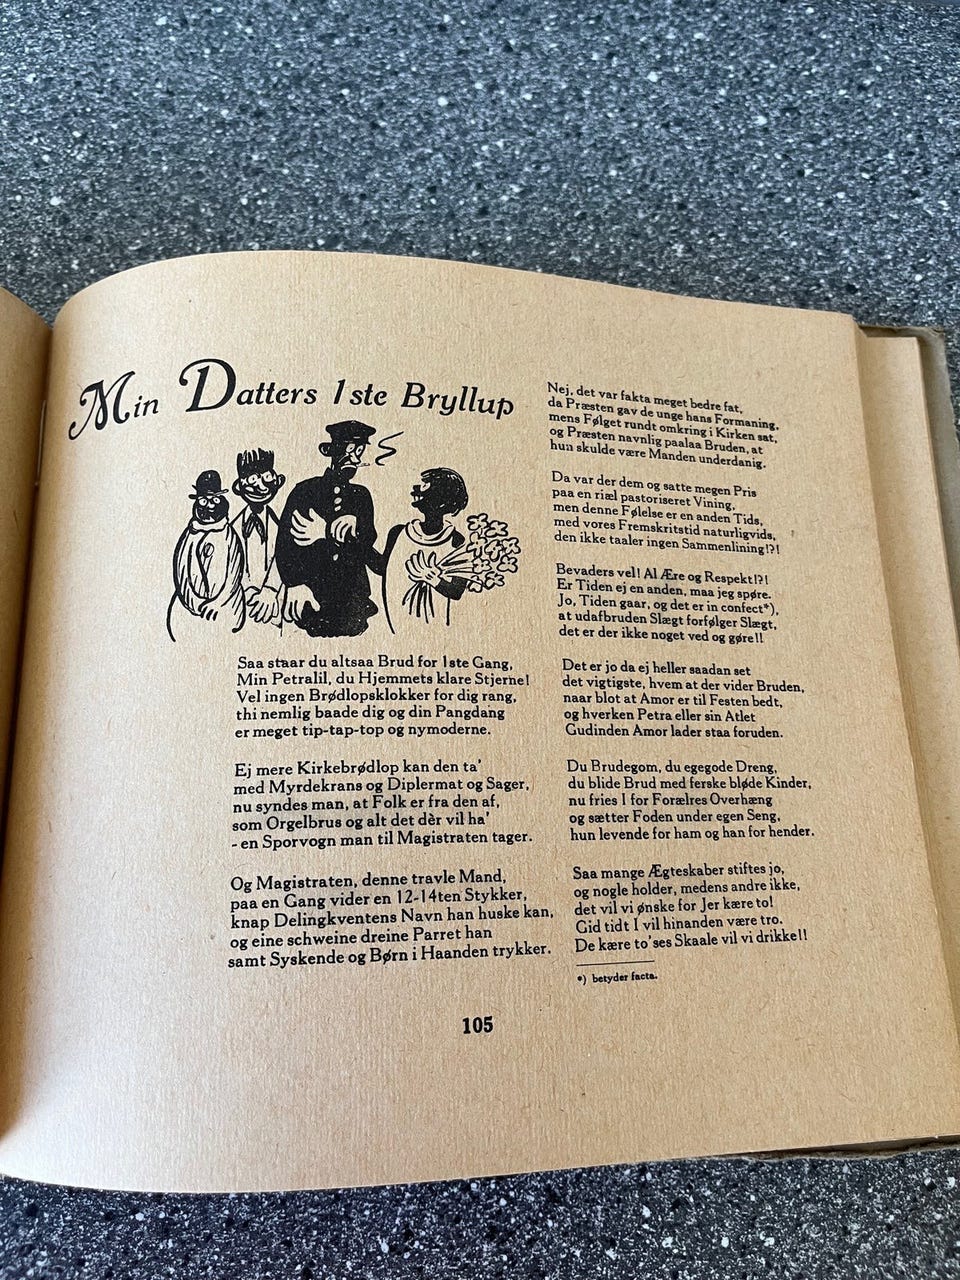 Min Datters 1ste Bryllup
Saa staar du altsaa Brud for 1ste Gang,
Min Petralil, du Hjemmets klare Stjerne!
Vel ingen Brødlopsklokker for dig rang,
thi nemlig baade dig og din Pangdang
er meget tip-tap-top og nymoderne.
Ej mere Kirkebrødlop kan den ta'
med Myrdekrans og Diplermat og Sager,
nu syndes man, at Folk er fra den af,
som Orgelbrus og alt det dèr vil ha'
- en Sporvogn man til Magistraten tager.
Og Magistraten, denne travle Mand,
paa en Gang vider en 12-14ten Stykker,
knap Delingkventens Navn han huske kan,
og eine schweine dreine Parret han
samt Syskende og Børn i Haanden trykker.
Nej, det var fakta meget bedre fat,
da Præsten gav de unge hans Formaning,
mens Følget rundt omkring i Kirken sat,
og Præsten navnlig paalaa Bruden, at
hun skulde være Manden underdanig.
Da var der dem og satte megen Pris
paa en riæl pastoriseret Vining,
men denne Følelse er en anden Tids,
med vores Fremskritstid naturligvids,
den ikke taaler ingen Sammenlining!?!
Bevaders vel! Al Ære og Respekt!?!
Er Tiden ej en anden, maa jeg spøre.
Jo, Tiden gaar, og det er in confect*),
at udafbruden Slægt forfølger Slægt,
det er der ikke noget ved og gøre!!
Det er jo da ej heller saadan set
det vigtigste, hvem at der vider Bruden,
naar blot at Amor er til Festen bedt,
og hverken Petra eller sin Atlet
Gudinden Amor lader staa foruden.
Du Brudegom, du egegode Dreng,
du blide Brud med ferske bløde Kinder,
nu fries I for Forælres Overhæng
og sætter Foden under egen Seng,
hun levende for ham og han for hender.
Saa mange Ægteskaber stiftes jo,
og nogle holder, medens andre ikke,
det vil vi ønske for Jer kære to!
Gid tidt I vil hinanden være tro.
De kære to'ses Skaale vil vi drikke!!
*) betyder facta.
105